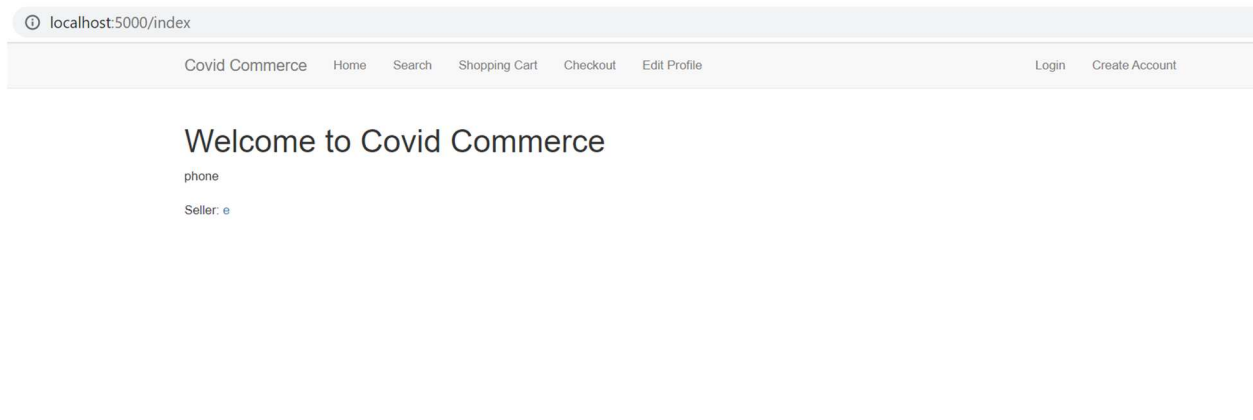 localhost:5000/index
Covid Commerce Home Search Shopping Cart Checkout Edit Profile Login Create Account
Welcome to Covid Commerce
phone
Seller: e